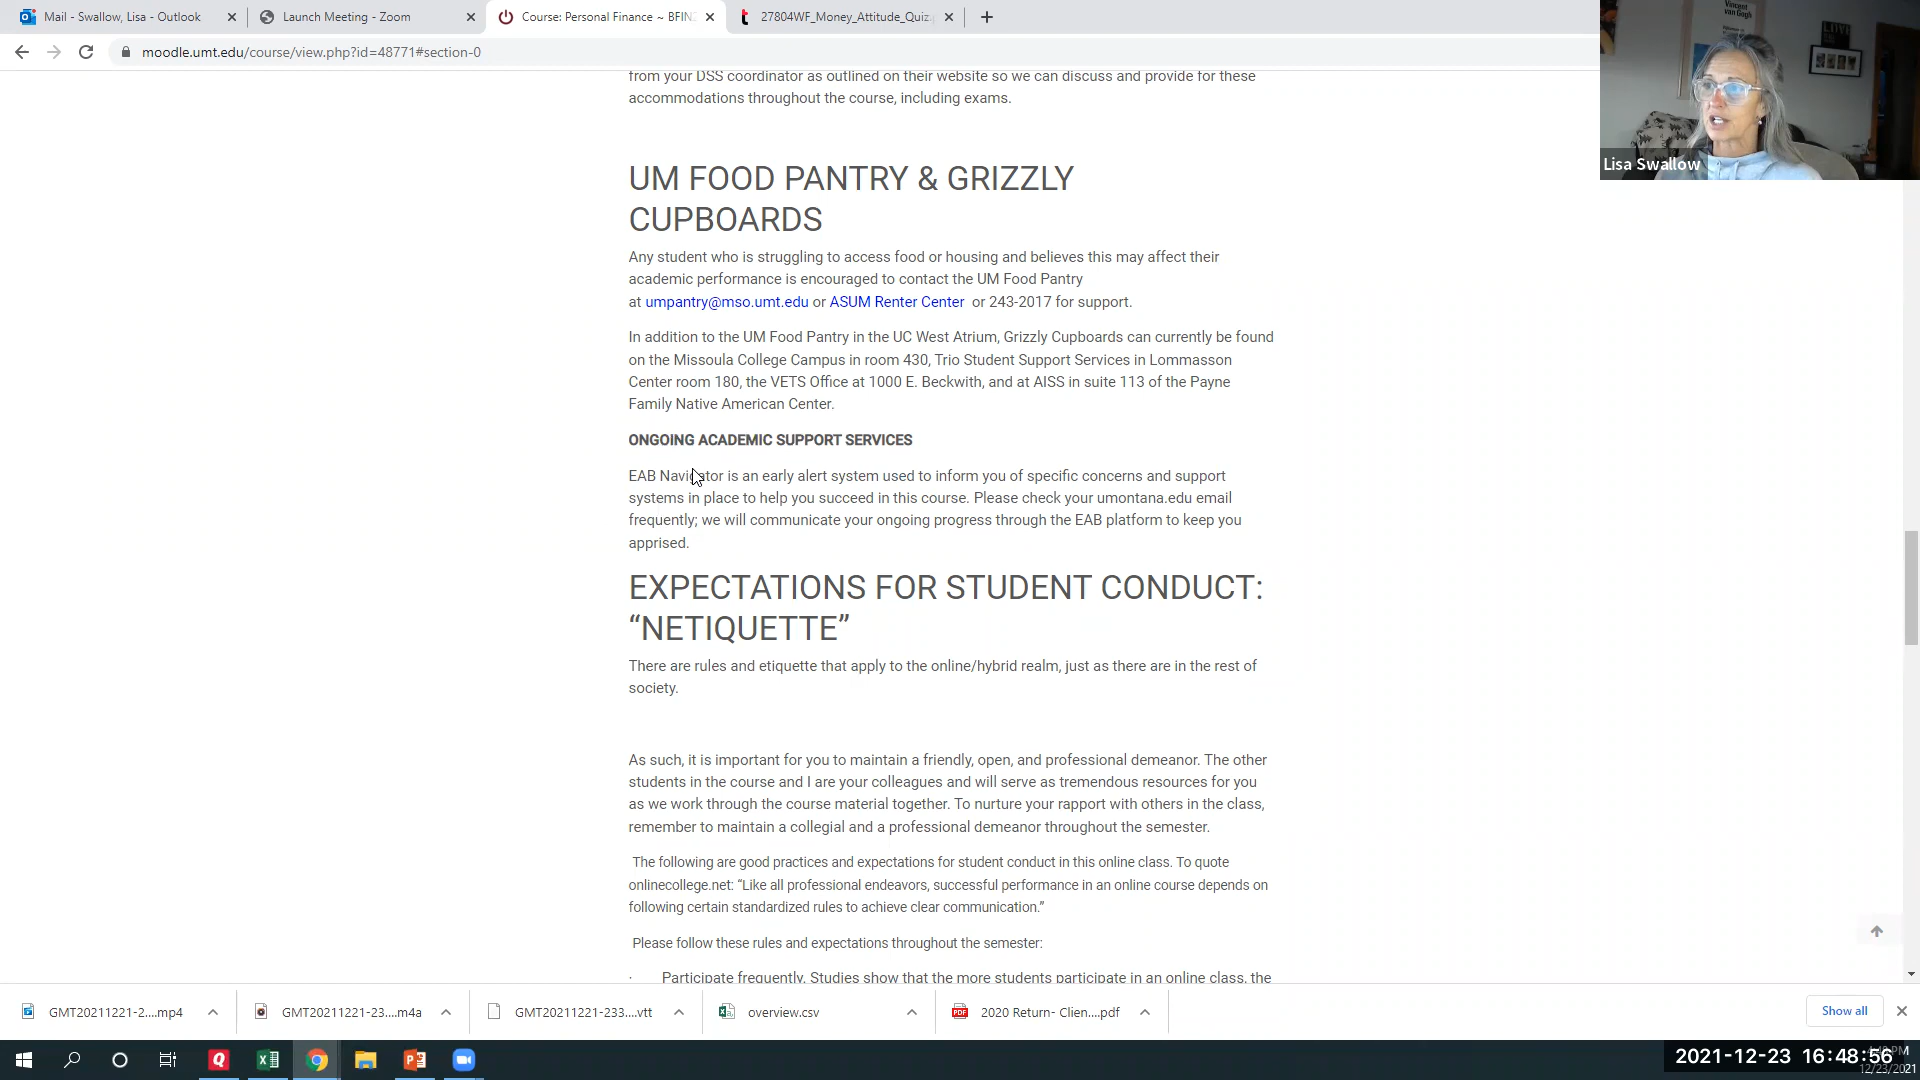 Mail - Swallow, Lisa - Outlook
Launch Meeting - Zoom
Course: Personal Finance ~ BFIN
27804WF_Money_Attitude_Quiz
moodle.umt.edu/course/view.php?id=48771#section-0
Vincent
van Gogh
LOVE
Lisa Swallow
from your DSS coordinator as outlined on their website so we can discuss and provide for these
accommodations throughout the course, including exams.
UM FOOD PANTRY & GRIZZLY
CUPBOARDS
Any student who is struggling to access food or housing and believes this may affect their
academic performance is encouraged to contact the UM Food Pantry
at umpantry@mso.umt.edu or ASUM Renter Center or 243-2017 for support.
In addition to the UM Food Pantry in the UC West Atrium, Grizzly Cupboards can currently be found
on the Missoula College Campus in room 430, Trio Student Support Services in Lommasson
Center room 180, the VETS Office at 1000 E. Beckwith, and at AISS in suite 113 of the Payne
Family Native American Center.
ONGOING ACADEMIC SUPPORT SERVICES
EAB Navigator is an early alert system used to inform you of specific concerns and support
systems in place to help you succeed in this course. Please check your umontana.edu email
frequently; we will communicate your ongoing progress through the EAB platform to keep you
apprised.
EXPECTATIONS FOR STUDENT CONDUCT:
“NETIQUETTE”
There are rules and etiquette that apply to the online/hybrid realm, just as there are in the rest of
society.
As such, it is important for you to maintain a friendly, open, and professional demeanor. The other
students in the course and I are your colleagues and will serve as tremendous resources for you
as we work through the course material together. To nurture your rapport with others in the class,
remember to maintain a collegial and a professional demeanor throughout the semester.
The following are good practices and expectations for student conduct in this online class. To quote
onlinecollege.net: “Like all professional endeavors, successful performance in an online course depends on
following certain standardized rules to achieve clear communication.”
Please follow these rules and expectations throughout the semester:
· Participate frequently. Studies show that the more students participate in an online class, the
GMT20211221-2....mp4
GMT20211221-23....m4a
GMT20211221-233....vtt
overview.csv
2020 Return- Clien....pdf
Show all
2021-12-23 16:48:56
12/23/2021